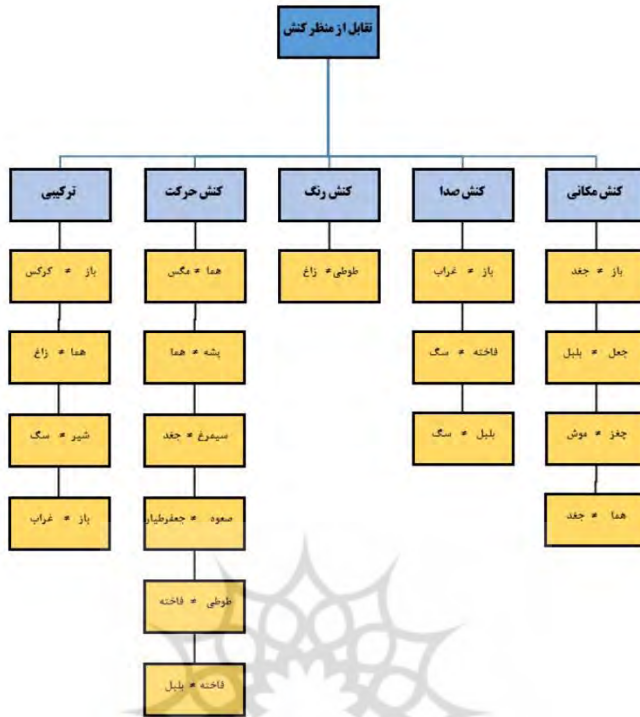 تقابل از منظر کنش
کنش مکانی
کنش صدا
کنش رنگ
کنش حرکت
ترکیبی
باز ≠ جغد
باز ≠ غراب
طوطی ≠ زاغ
هما ≠ مگس
باز ≠ کرکس
جعل ≠ بلبل
فاخته ≠ سگ
پشه ≠ هما
هما ≠ زاغ
چغز ≠ موش
بلبل ≠ سگ
سیمرغ ≠ جغد
شیر ≠ سگ
هما ≠ جغد
صعوه ≠ جعفرطیار
باز ≠ غراب
طوطی ≠ فاخته
فاخته ≠ بلبل